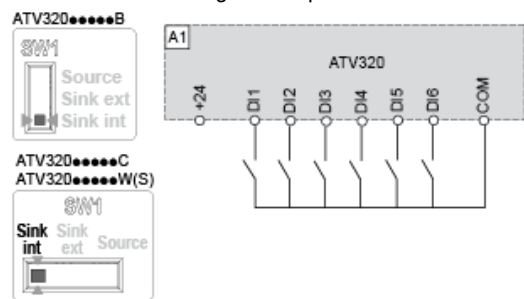 ATV320●●●●●B
SW1
Source
Sink ext
Sink int
ATV320●●●●●C
ATV320●●●●●W(S)
SW1
Sink int
Sink ext
Source
A1
ATV320
+24
DI1
DI2
DI3
DI4
DI5
DI6
COM